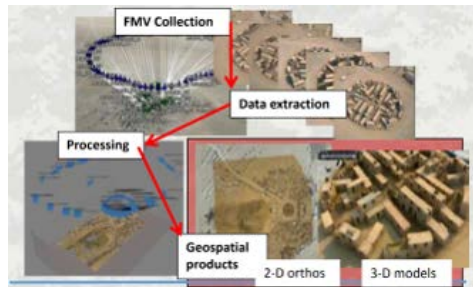 FMV Collection
Data extraction
Processing
Geospatial
products
2-D orthos
3-D models